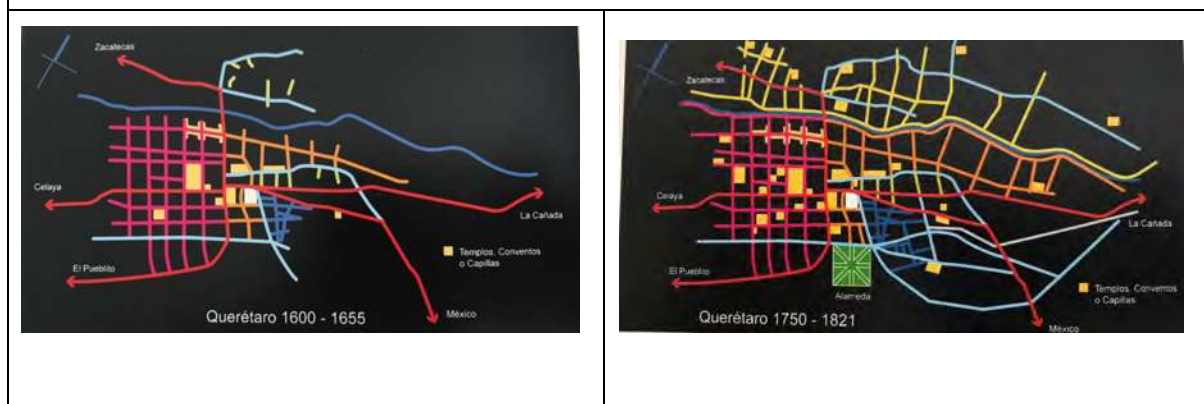 Zacatecas
Celaya
La Cañada
Templos, Conventos
o Capillas
El Pueblito
Querétaro 1600 - 1655
México
Zacatecas
Celaya
La Cañada
Templos, Conventos
o Capillas
El Pueblito
Alameda
Querétaro 1750 - 1821
México